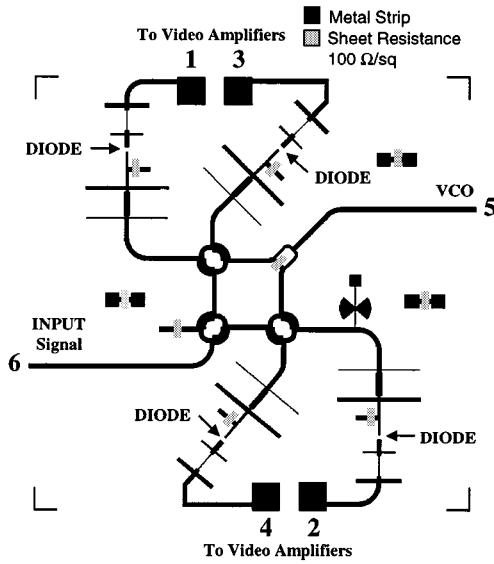 Metal Strip
To Video Amplifiers
Sheet Resistance
1 3
100 Ω/sq
DIODE
DIODE
VCO
5
INPUT
Signal
6
DIODE
DIODE
4 2
To Video Amplifiers